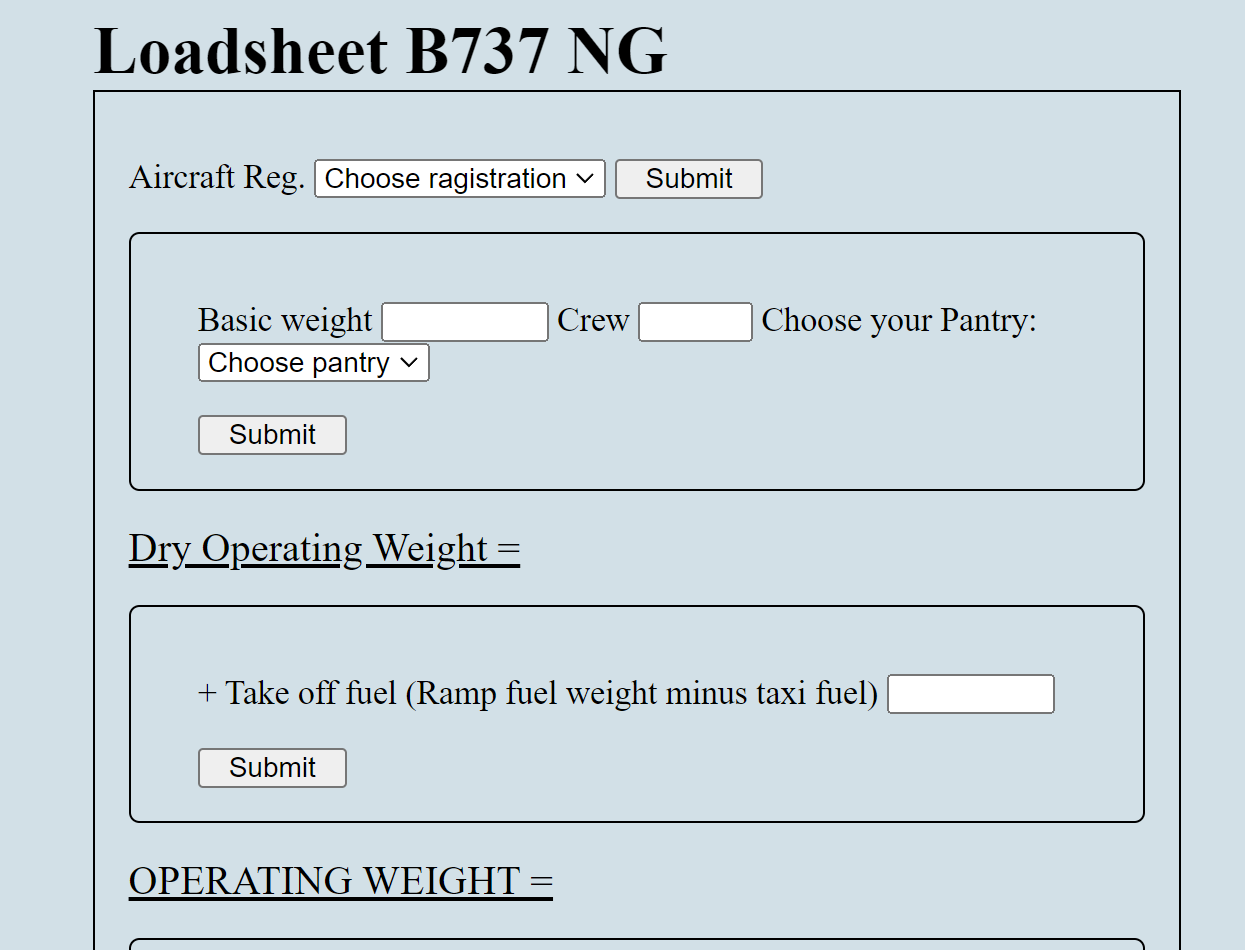 Loadsheet B737 NG
Aircraft Reg. Choose ragistration Submit
Basic weight Crew Choose your Pantry:
Choose pantry
Submit
Dry Operating Weight =
+ Take off fuel (Ramp fuel weight minus taxi fuel)
Submit
OPERATING WEIGHT =